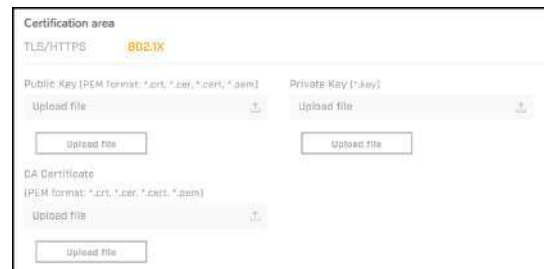 Certification area
TLS/HTTPS 802.1X
Public Key (PEM format: *.crt, *.cer, *.cert, *.pem) Private Key (*.key)
Upload file Upload file
Upload file Upload file
CA Certificate
(PEM format: *.crt, *.cer, *.cert, *.pem)
Upload file
Upload file